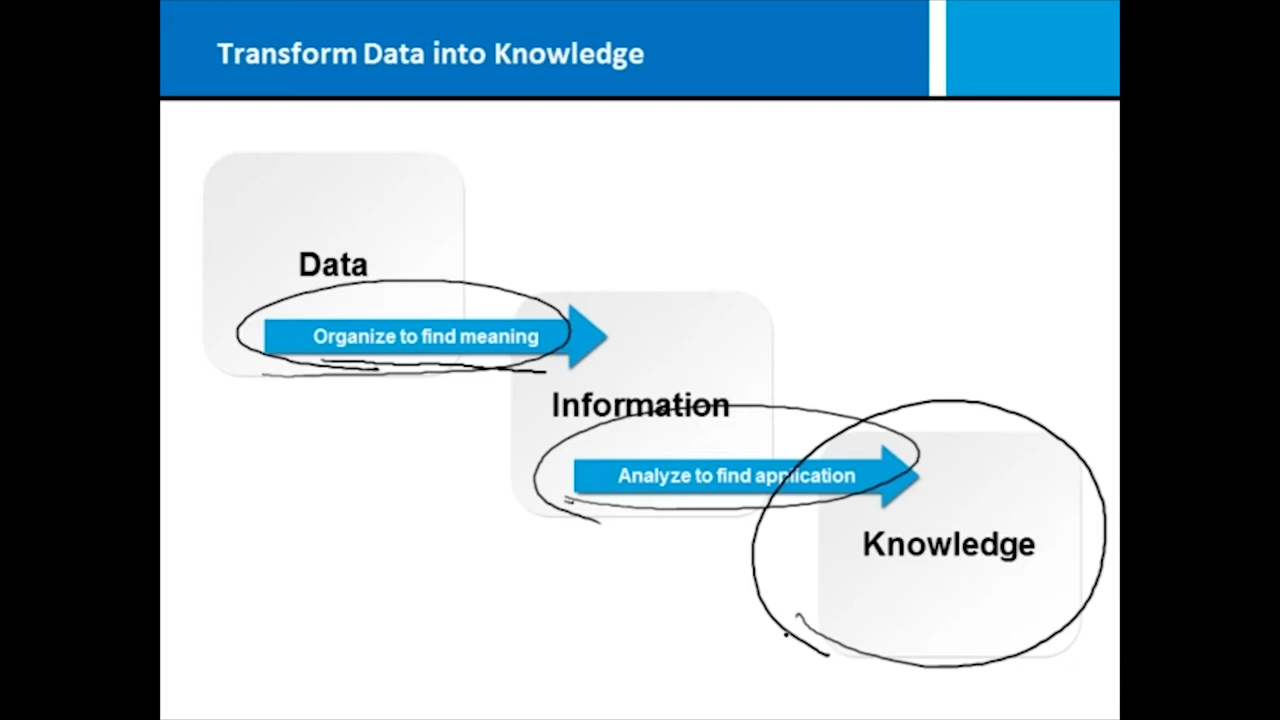 Transform Data into Knowledge
Data
Organize to find meaning
Information
Analyze to find application
Knowledge